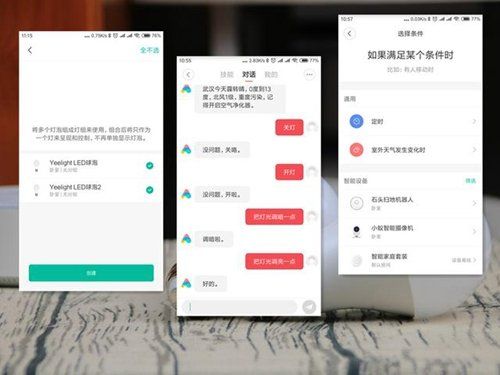 11:15
0.73K/s
76%
全不选
将多个灯泡组成灯组来使用，组合后将只作为
一个灯来呈现和控制，不再单独显示灯泡。
Yeelight LED球泡
卧室 | 无分组
Yeelight LED球泡2
卧室 | 无分组
创建
10:55
2.83K/s
77%
技能
对话
我的
武汉今天霾转晴，0度到13
度，北风1级，重度污染，记
得开启空气净化器。
关灯
没问题，关咯。
开灯
没问题，开啦。
把灯光调暗一点
调暗啦。
把灯光调亮一点
好的。
10:57
0.04K/s
77%
选择条件
如果满足某个条件时
比如: 有人移动时
通用
定时
室外天气发生变化时
智能设备
筛选
石头扫地机器人
卧室
小蚁智能摄像机
卧室
智能家庭套装
默认房间
设备离线